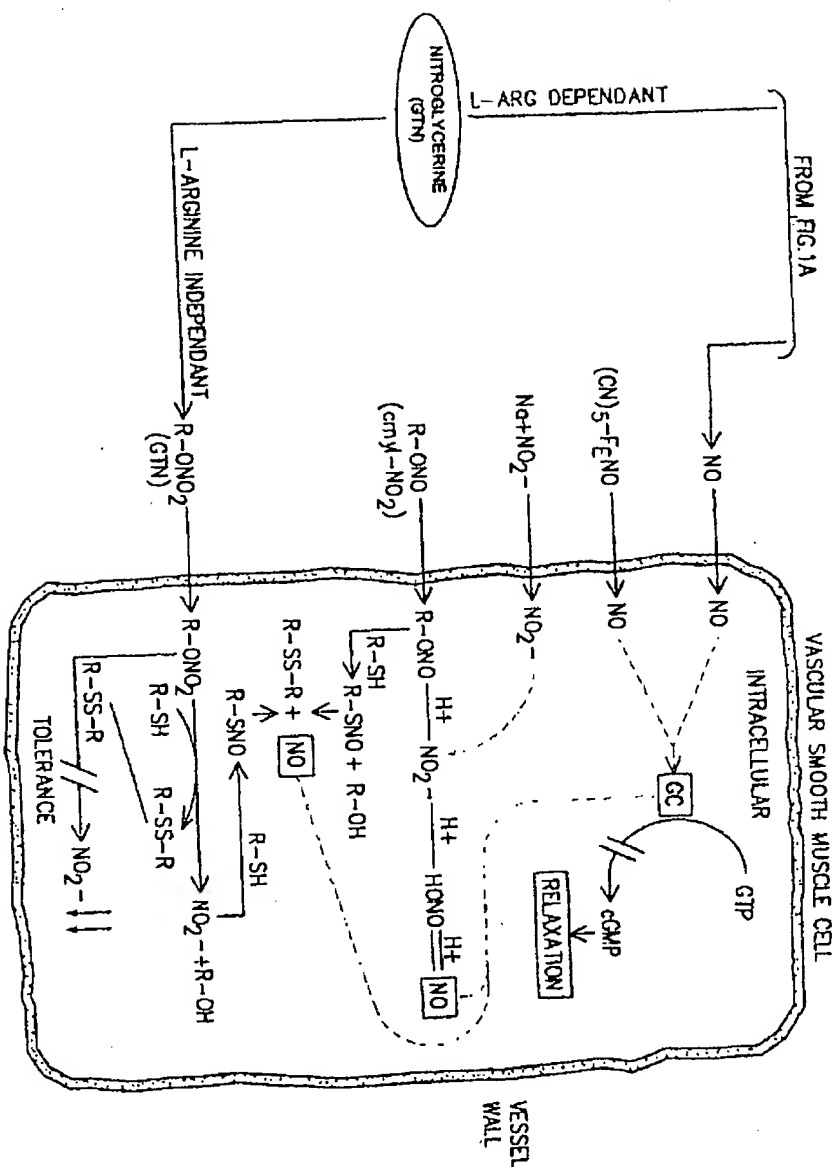 FROM FIG.1A
L-ARG DEPENDANT
NITROGLYCERINE
(GTN)
L-ARGININE INDEPENDANT
VASCULAR SMOOTH MUSCLE CELL
INTRACELLULAR
VESSEL
WALL
NO
NO
(CN)5-FENO
NO
Na+NO2-
NO2-
R-ONO
(amyl-NO2)
R-ONO
H+
NO2-
H+
HONO
H+
NO
R-SH
R-SNO + R-OH
R-SS-R +
NO
R-SNO
R-SH
R-ONO2
(GTN)
R-ONO2
R-SH
R-SS-R
NO2-+R-OH
R-SS-R
TOLERANCE
NO2-
GC
GTP
cGMP
RELAXATION